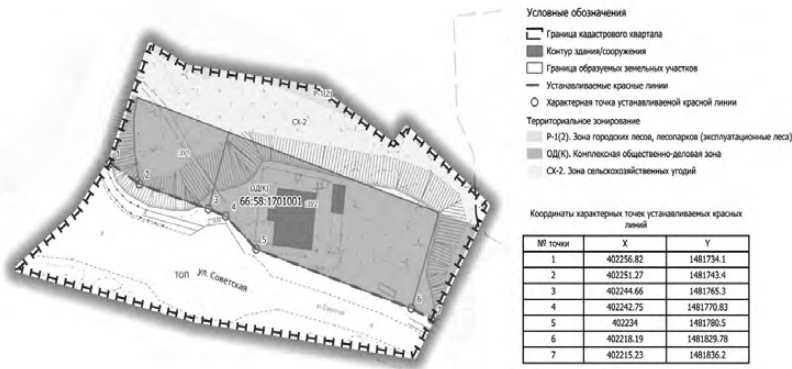 Условные обозначения
Граница кадастрового квартала
Контур здания/сооружения
Граница образуемых земельных участков
Устанавливаемые красные линии
Характерная точка устанавливаемой красной линии
Территориальное зонирование
Р-1(2). Зона городских лесов, лесопарков (эксплуатационные леса)
ОД(К). Комплексная общественно-деловая зона
СХ-2. Зона сельскохозяйственных угодий
Р-1(2)
СХ-2
:ЗУ1
1
2
ОД(К)
66:58:1701001
:ЗУ2
3
4
5
ТОП
ул. Советская
6
Координаты характерных точек устанавливаемых красных
линий
№ точки X Y
1 402256.82 1481734.1
2 402251.27 1481743.4
3 402244.66 1481765.3
4 402242.75 1481770.83
5 402234 1481780.5
6 402218.19 1481829.78
7 402215.23 1481836.2